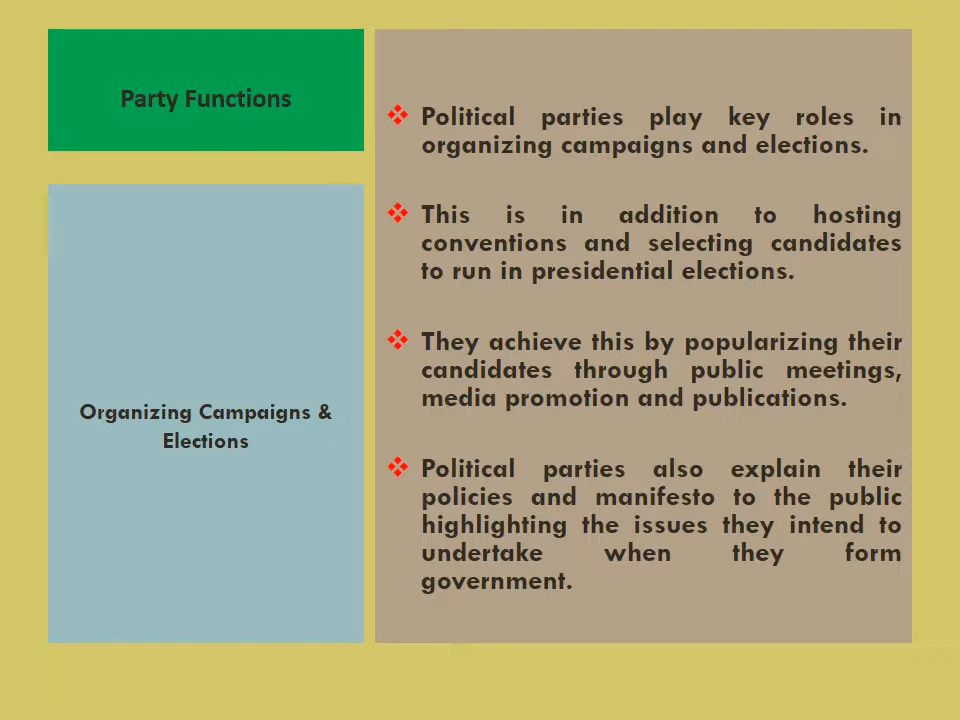 Party Functions
Organizing Campaigns &
Elections
Political parties play key roles in
organizing campaigns and elections.
This is in addition to hosting
conventions and selecting candidates
to run in presidential elections.
They achieve this by popularizing their
candidates through public meetings,
media promotion and publications.
Political parties also explain their
policies and manifesto to the public
highlighting the issues they intend to
undertake when they form
government.